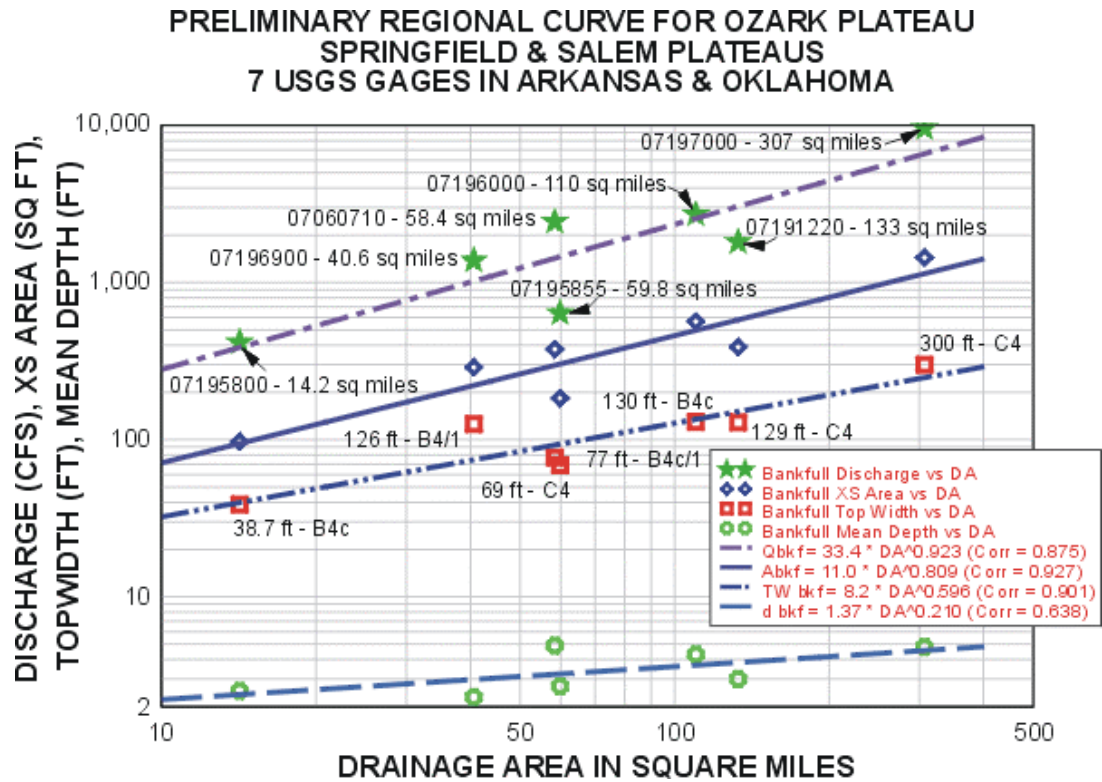 PRELIMINARY REGIONAL CURVE FOR OZARK PLATEAU
SPRINGFIELD & SALEM PLATEAUS
7 USGS GAGES IN ARKANSAS & OKLAHOMA
DISCHARGE (CFS), XS AREA (SQ FT),
TOPWIDTH (FT), MEAN DEPTH (FT)
10,000
1,000
100
10
2
07197000 - 307 sq miles
07196000 - 110 sq miles
07060710 - 58.4 sq miles
07191220 - 133 sq miles
07196900 - 40.6 sq miles
07195855 - 59.8 sq miles
07195800 - 14.2 sq miles
300 ft - C4
130 ft - B4c
126 ft - B4/1
129 ft - C4
77 ft - B4c/1
69 ft - C4
38.7 ft - B4c
Bankfull Discharge vs DA
Bankfull XS Area vs DA
Bankfull Top Width vs DA
Bankfull Mean Depth vs DA
Qbkf= 33.4 * DA^0.923 (Corr = 0.875)
Abkf= 11.0 * DA^0.809 (Corr = 0.927)
TW bkf= 8.2 * DA^0.596 (Corr = 0.901)
d bkf= 1.37 * DA^0.210 (Corr = 0.638)
10
50
100
500
DRAINAGE AREA IN SQUARE MILES